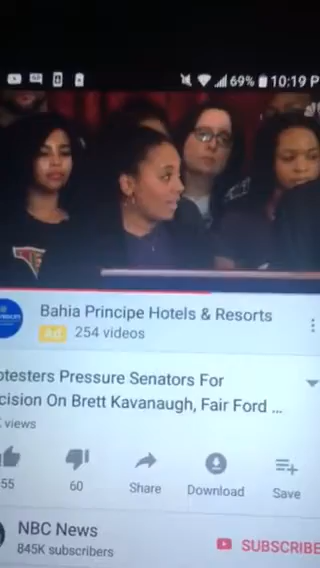 69% 10:19 P
Bahia Principe Hotels & Resorts
Ad 254 videos
otesters Pressure Senators For
cision On Brett Kavanaugh, Fair Ford ...
views
55
60
Share
Download
Save
NBC News
845K subscribers
SUBSCRIBE